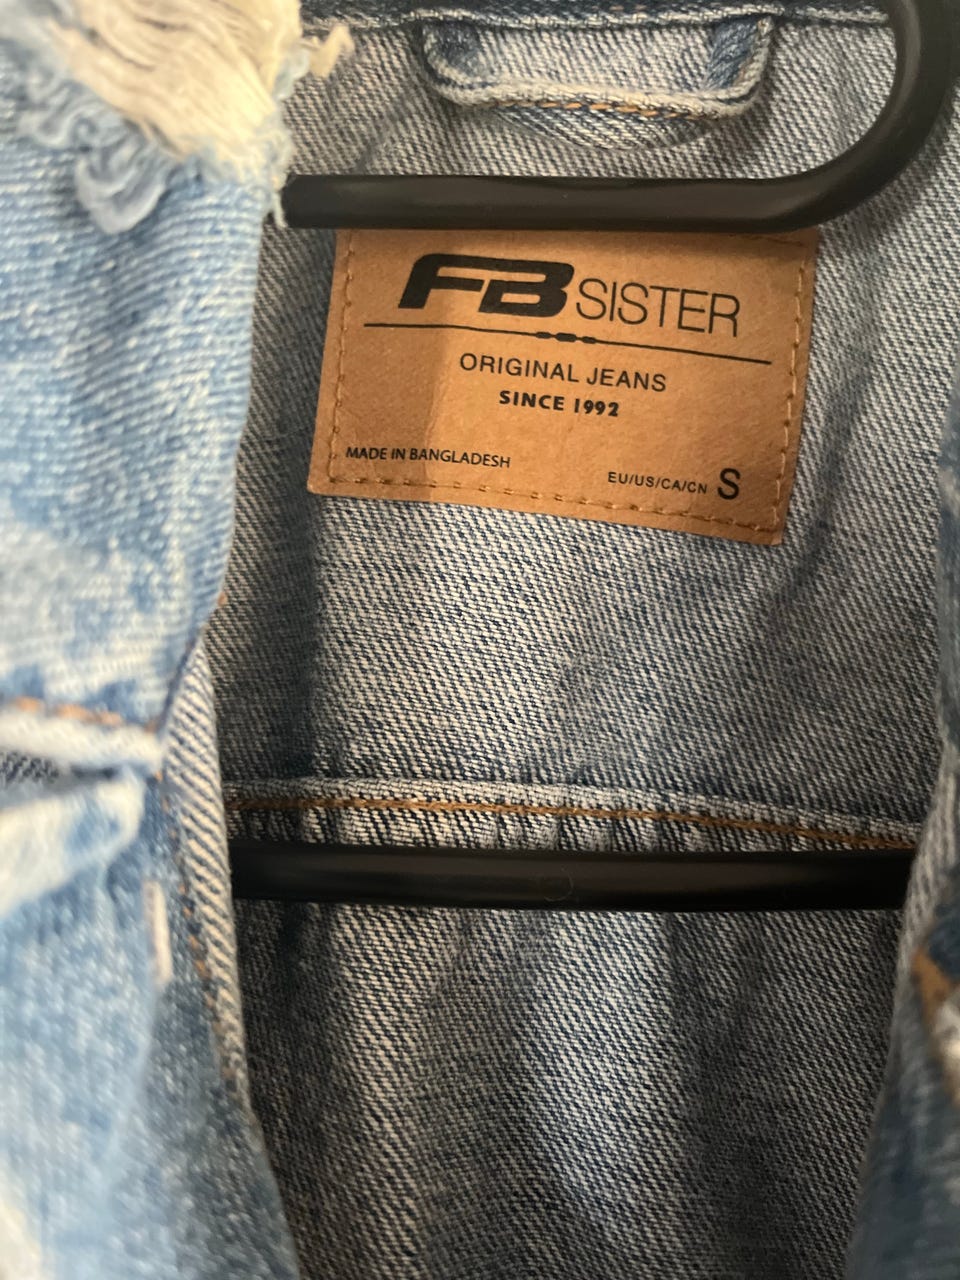 FB SISTER
ORIGINAL JEANS
SINCE 1992
MADE IN BANGLADESH
EU/US/CA/CN S